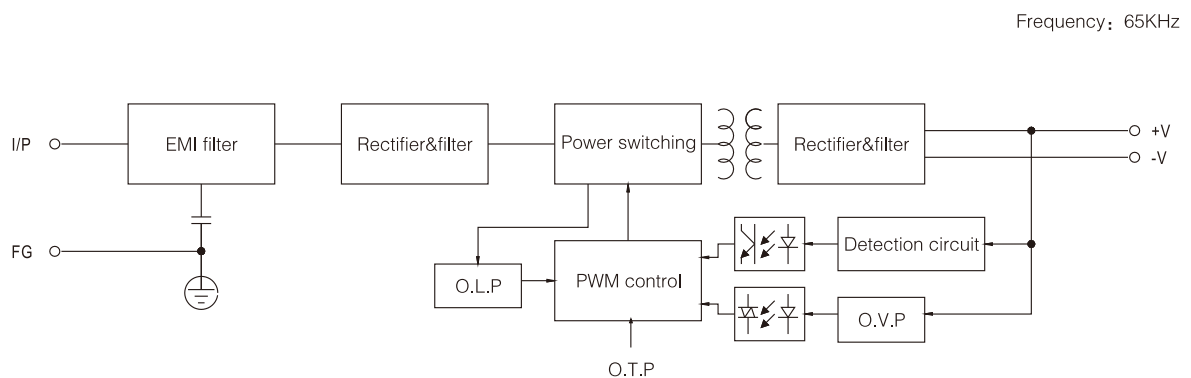 Frequency：65KHz
I/P
EMI filter
Rectifier&filter
Power switching
Rectifier&filter
+V
-V
FG
O.L.P
PWM control
Detection circuit
O.V.P
O.T.P